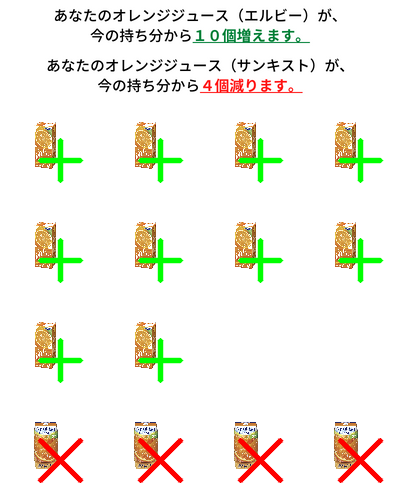 あなたのオレンジジュース（エルビー）が、
今の持ち分から１０個増えます。
あなたのオレンジジュース（サンキスト）が、
今の持ち分から４個減ります。